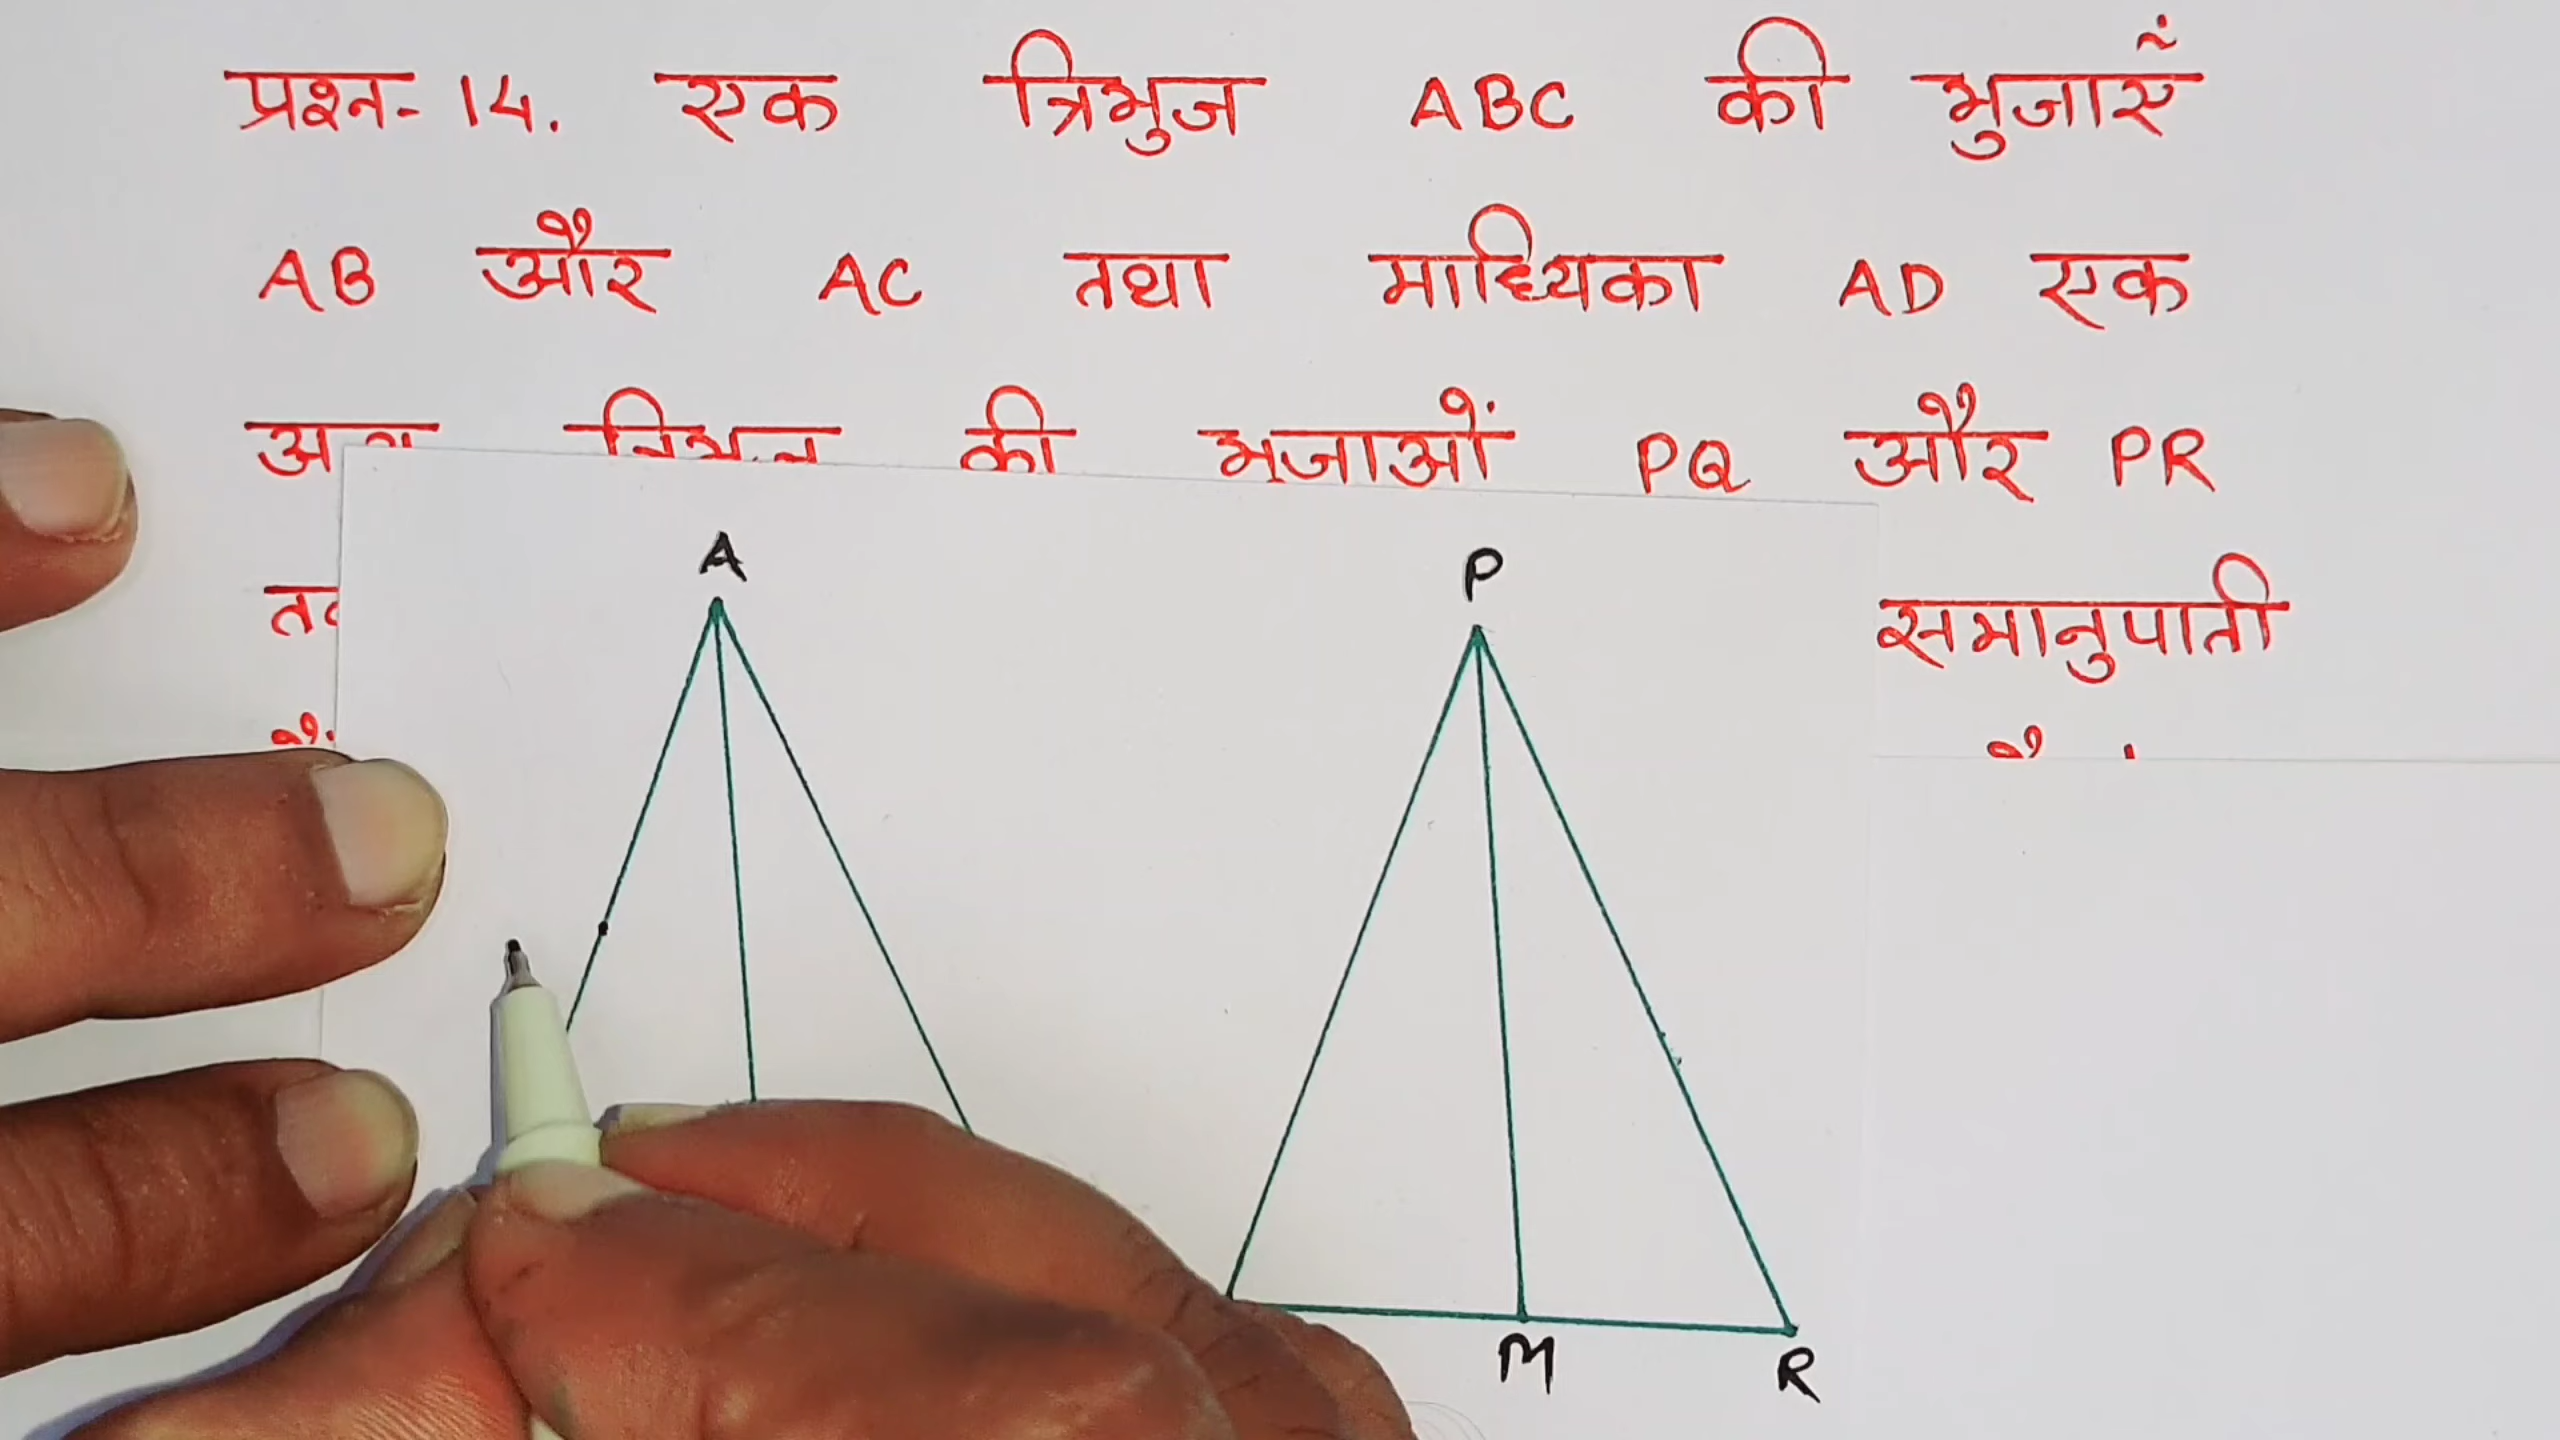 प्रश्न- 14. एक त्रिभुज ABC की भुजाएँ
AB और AC तथा माध्यिका AD एक
की भुजाओं PQ और PR
समानुपाती
A
P
M
R